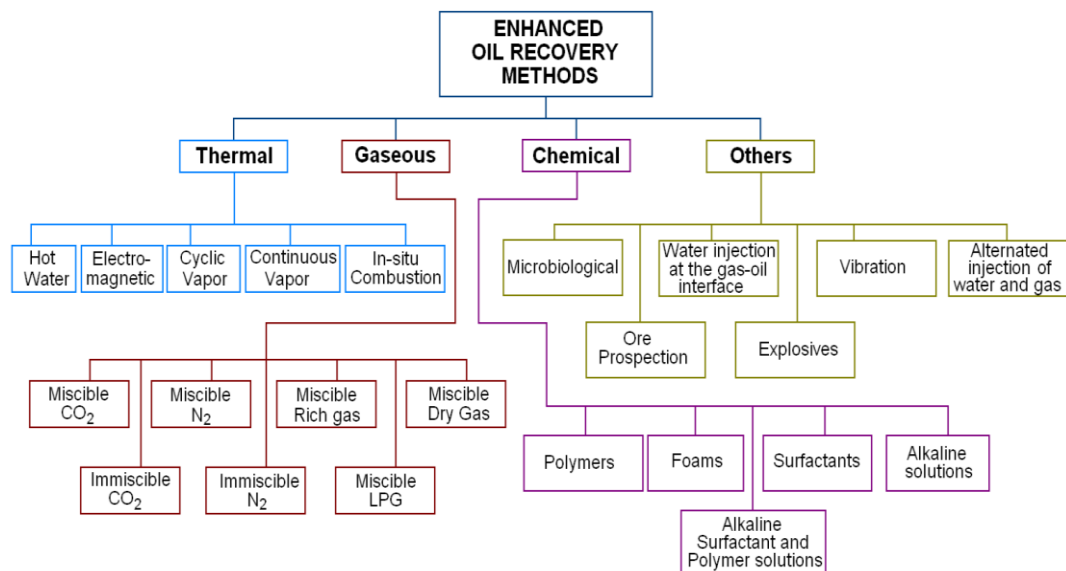 ENHANCED
OIL RECOVERY
METHODS
Thermal
Gaseous
Chemical
Others
Hot
Water
Electro-
magnetic
Cyclic
Vapor
Continuous
Vapor
In-situ
Combustion
Microbiological
Water injection
at the gas-oil
interface
Vibration
Alternated
injection of
water and gas
Ore
Prospection
Explosives
Miscible
CO₂
Miscible
N₂
Miscible
Rich gas
Miscible
Dry Gas
Immiscible
CO₂
Immiscible
N₂
Miscible
LPG
Polymers
Foams
Surfactants
Alkaline
solutions
Alkaline
Surfactant and
Polymer solutions